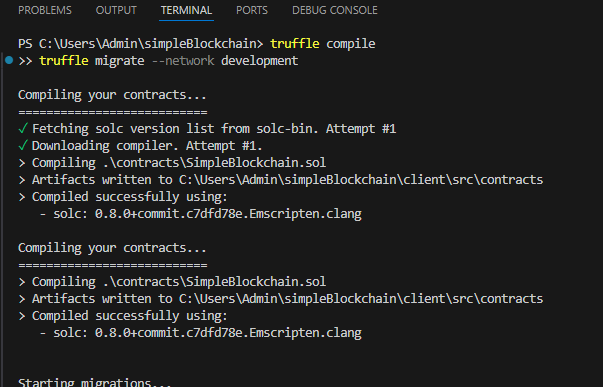 PROBLEMS OUTPUT TERMINAL PORTS DEBUG CONSOLE
PS C:\Users\Admin\simpleBlockchain> truffle compile
>> truffle migrate --network development
Compiling your contracts...
===========================
✓ Fetching solc version list from solc-bin. Attempt #1
✓ Downloading compiler. Attempt #1.
> Compiling .\contracts\SimpleBlockchain.sol
> Artifacts written to C:\Users\Admin\simpleBlockchain\client\src\contracts
> Compiled successfully using:
- solc: 0.8.0+commit.c7dfd78e.Emscripten.clang
Compiling your contracts...
===========================
> Compiling .\contracts\SimpleBlockchain.sol
> Artifacts written to C:\Users\Admin\simpleBlockchain\client\src\contracts
> Compiled successfully using:
- solc: 0.8.0+commit.c7dfd78e.Emscripten.clang
Starting migrations...